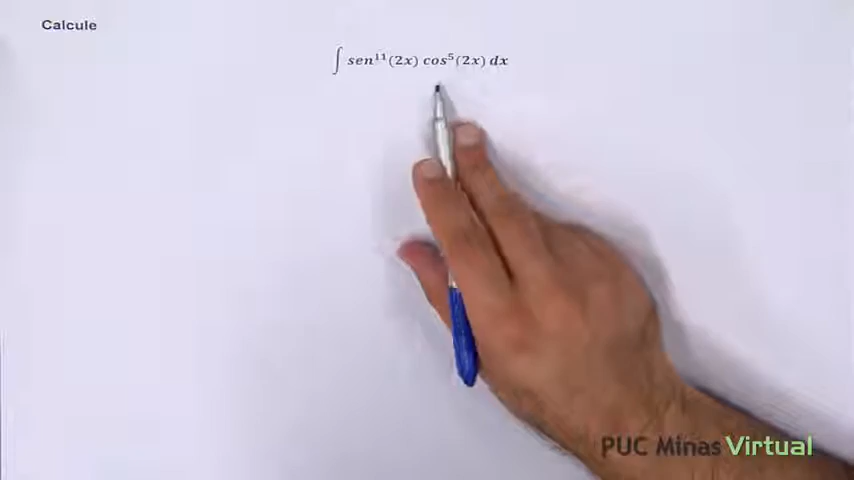 Calcule
∫ sen¹¹(2x) cos⁵(2x) dx
PUC Minas Virtual